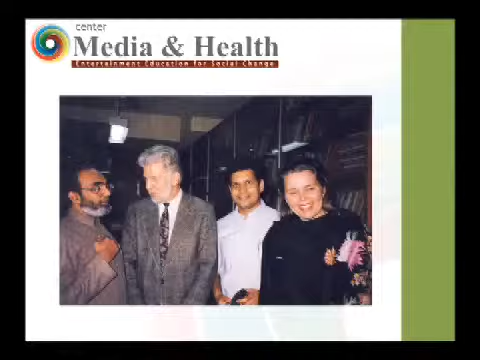 center
Media & Health
Entertainment Education for Social Change